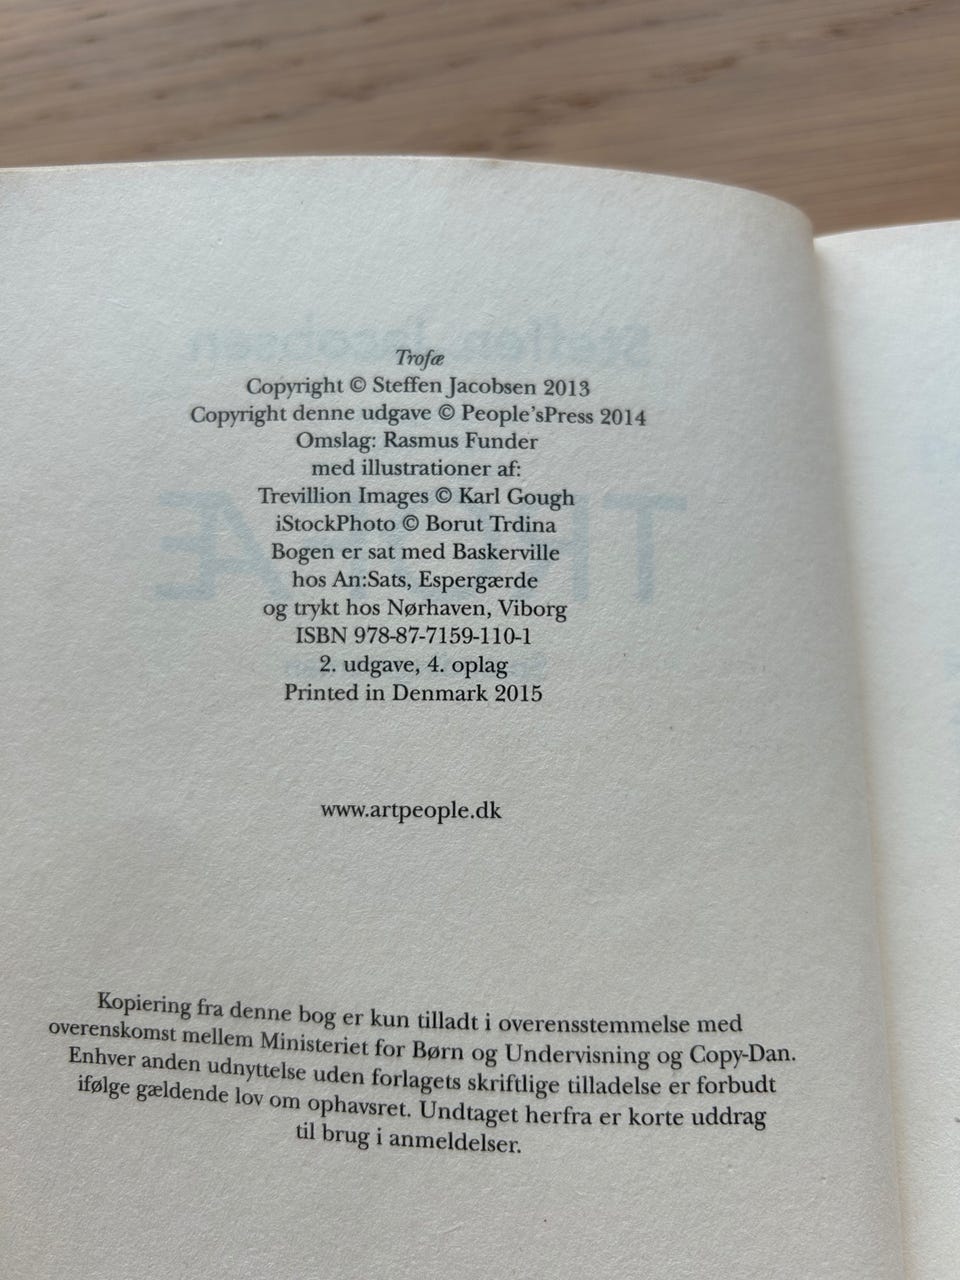 Trofæ
Copyright © Steffen Jacobsen 2013
Copyright denne udgave © People'sPress 2014
Omslag: Rasmus Funder
med illustrationer af:
Trevillion Images © Karl Gough
iStockPhoto © Borut Trdina
Bogen er sat med Baskerville
hos An:Sats, Espergærde
og trykt hos Nørhaven, Viborg
ISBN 978-87-7159-110-1
2. udgave, 4. oplag
Printed in Denmark 2015
www.artpeople.dk
Kopiering fra denne bog er kun tilladt i overensstemmelse med
overenskomst mellem Ministeriet for Børn og Undervisning og Copy-Dan.
Enhver anden udnyttelse uden forlagets skriftlige tilladelse er forbudt
ifølge gældende lov om ophavsret. Undtaget herfra er korte uddrag
til brug i anmeldelser.